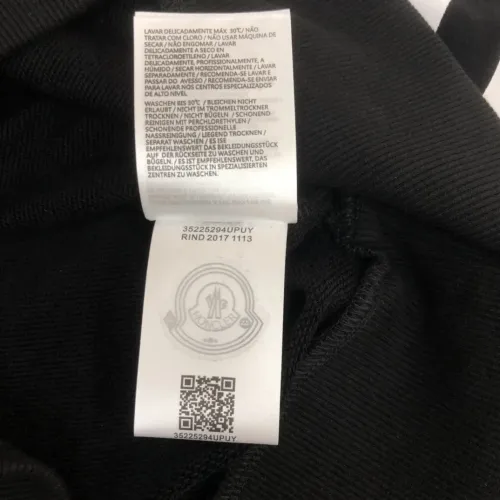 LAVAR DELICADAMENTE MÁX 30℃ / NÃO
TRATAR COM CLORO / NÃO USAR MÁQUINA DE
SECAR / NÃO ENGOMAR / LAVAR
DELICADAMENTE A SECO EN
TETRACLOROETILENO / LAVAR
DELICADAMENTE, PROFISSIONALMENTE, A
HÚMIDO / SECAR HORIZONTALMENTE À
SEPARADAMENTE / RECOMENDA-SE LAVAR E
PASSAR DO AVESSO / RECOMENDA-SE
PARA LAVAR NOS CENTROS ESPECIALIZADOS
DE ALTO NÍVEL
WASCHEN BIS 30℃ / BLEICHEN NICHT
ERLAUBT / NICHT IM TROMMELTROCKNER
TROCKNEN / NICHT BÜGELN / SCHONEND
REINIGEN MIT PERCHLORETHYLEN /
SCHONENDE PROFESSIONELLE
NASSREINIGUNG / LIEGEND TROCKNEN /
SEPARAT WASCHEN / ES IST
EMPFEHLENSWERT DAS BEKLEIDUNGSSTÜCK
AUF DER RÜCKSEITE ZU WASCHEN UND
BÜGELN / ES IST EMPFEHLENSWERT DAS
BEKLEIDUNGSSTÜCK IN SPEZIALISIERTEN
ZENTREN ZU WASCHEN
35225294UPUY
RIND 2017 1113
MONCLER
35225294UPUY